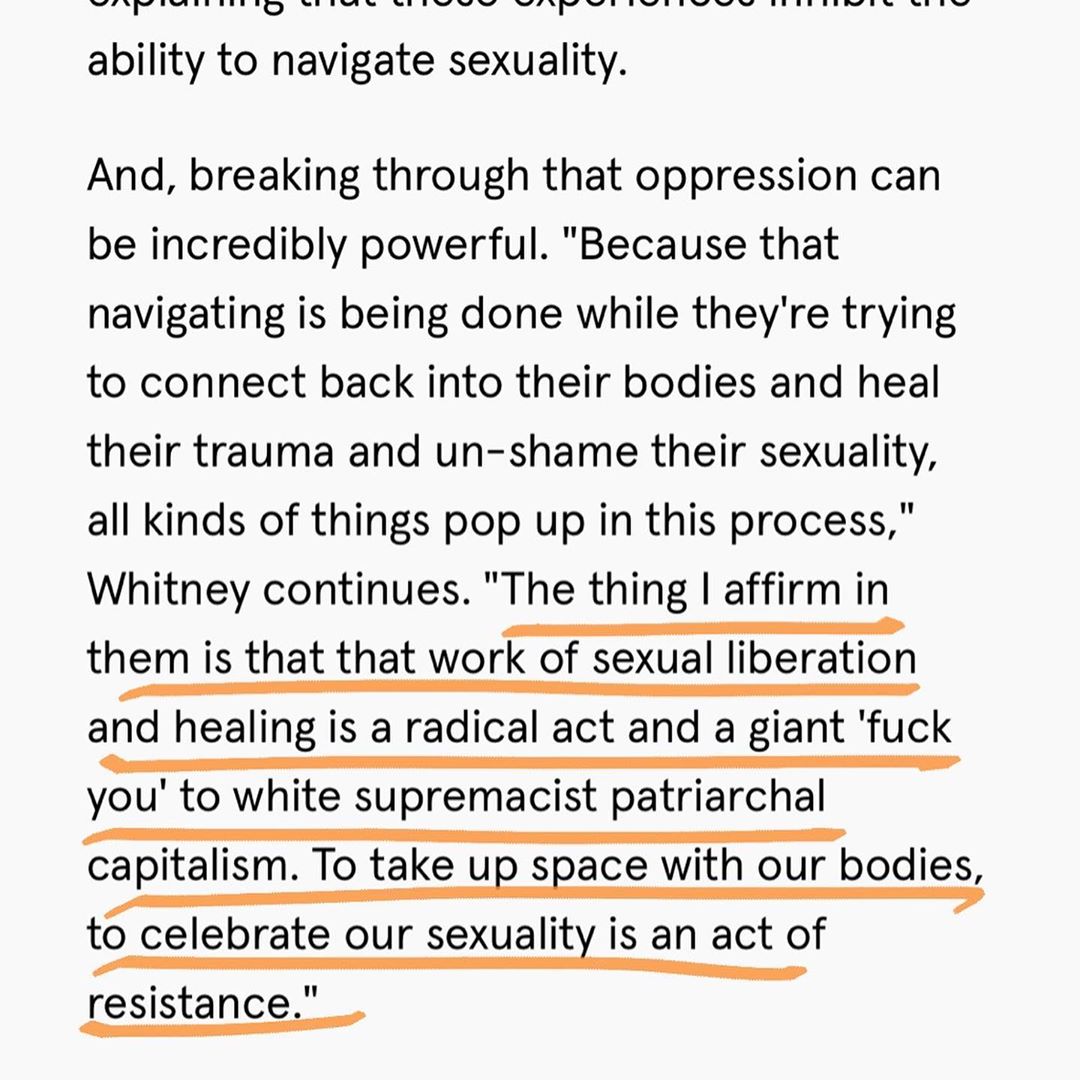 ability to navigate sexuality.
And, breaking through that oppression can
be incredibly powerful. "Because that
navigating is being done while they're trying
to connect back into their bodies and heal
their trauma and un-shame their sexuality,
all kinds of things pop up in this process,"
Whitney continues. "The thing I affirm in
them is that that work of sexual liberation
and healing is a radical act and a giant 'fuck
you' to white supremacist patriarchal
capitalism. To take up space with our bodies,
to celebrate our sexuality is an act of
resistance."